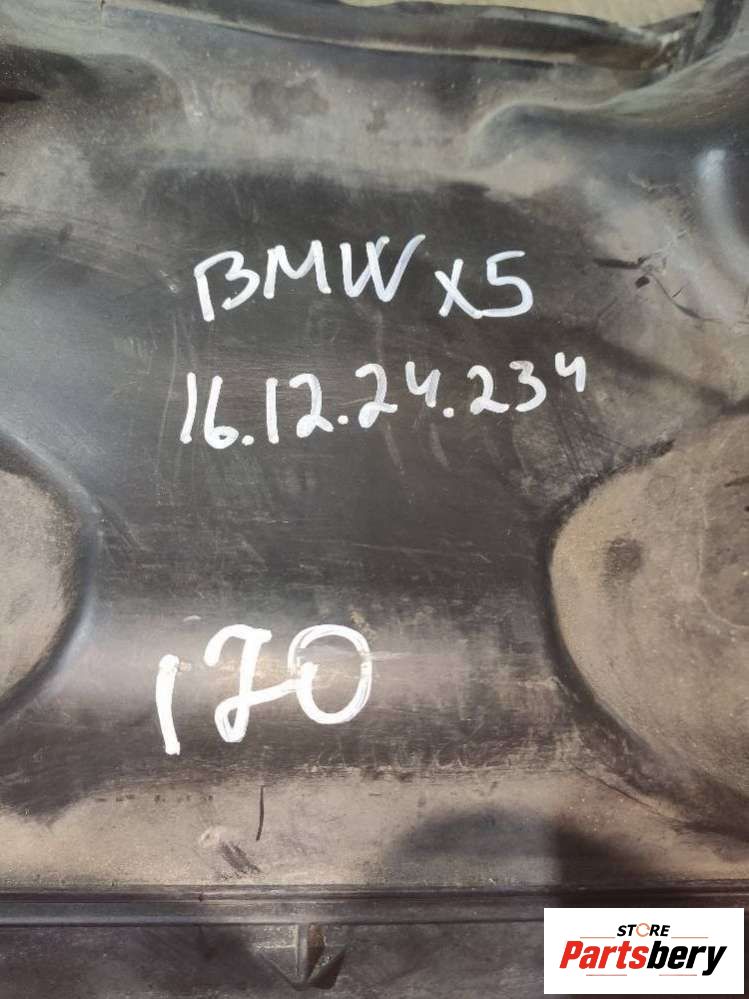 BMW X5
16.12.24.234
170
STORE
Partsbery